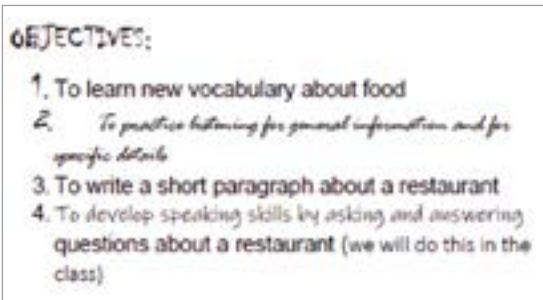 OBJECTIVES:
1. To learn new vocabulary about food
2. To practice listening for general information and for
specific details
3. To write a short paragraph about a restaurant
4. To develop speaking skills by asking and answering
questions about a restaurant (we will do this in the
class)